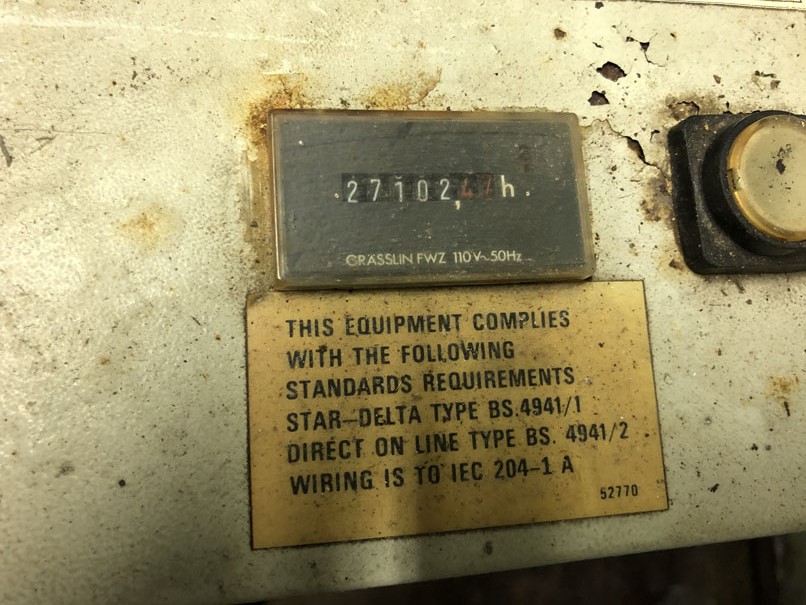 27102,47 h
GRÄSSLIN FWZ 110V~50Hz
THIS EQUIPMENT COMPLIES
WITH THE FOLLOWING
STANDARDS REQUIREMENTS
STAR-DELTA TYPE BS.4941/1
DIRECT ON LINE TYPE BS. 4941/2
WIRING IS TO IEC 204-1 A
52770